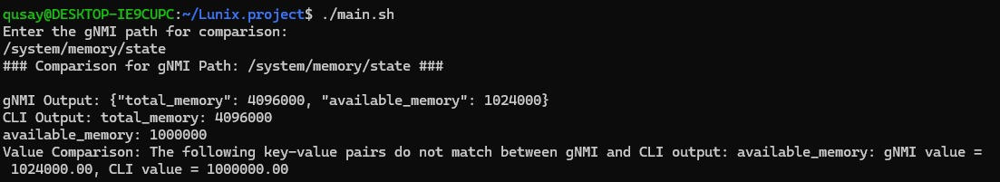 qusay@DESKTOP-IE9CUPC:~/Lunix.project$ ./main.sh
Enter the gNMI path for comparison:
/system/memory/state
### Comparison for gNMI Path: /system/memory/state ###

gNMI Output: {"total_memory": 4096000, "available_memory": 1024000}
CLI Output: total_memory: 4096000
available_memory: 1000000
Value Comparison: The following key-value pairs do not match between gNMI and CLI output: available_memory: gNMI value =
 1024000.00, CLI value = 1000000.00